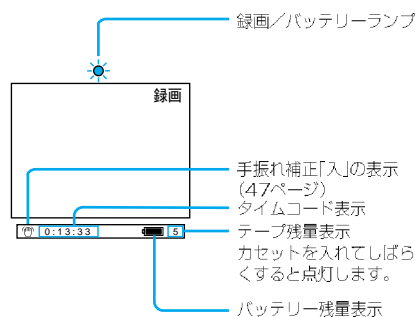 録画／バッテリーランプ
録画
手振れ補正｢入｣の表示
（47ページ）
タイムコード表示
0:13:33
5
テープ残量表示
カセットを入れてしばら
くすると点灯します。
バッテリー残量表示